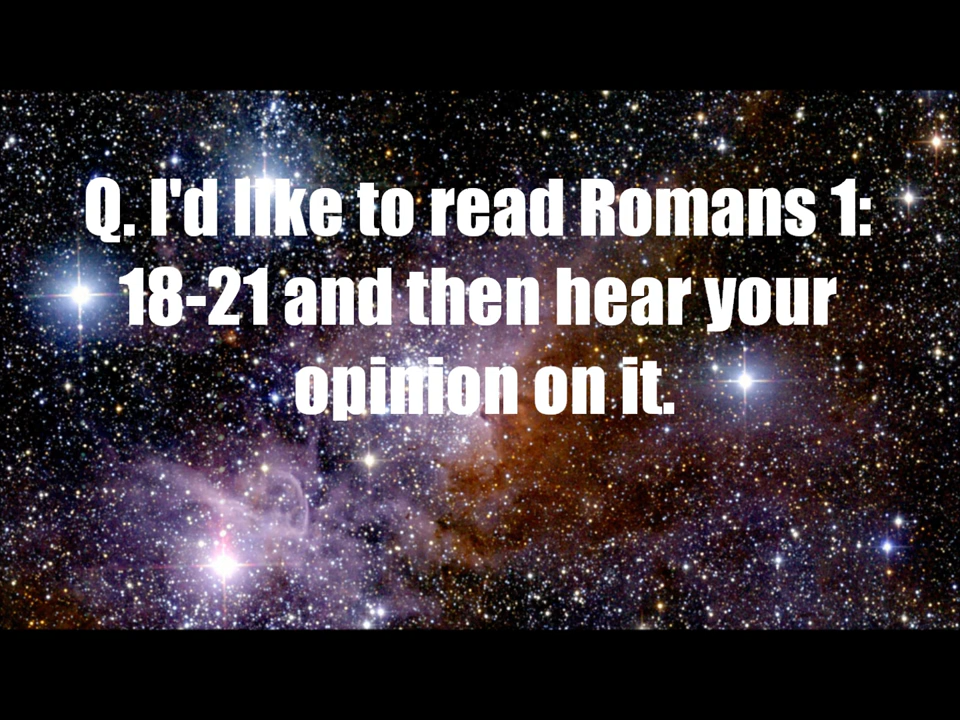 Q. I'd like to read Romans 1:
18-21 and then hear your
opinion on it.